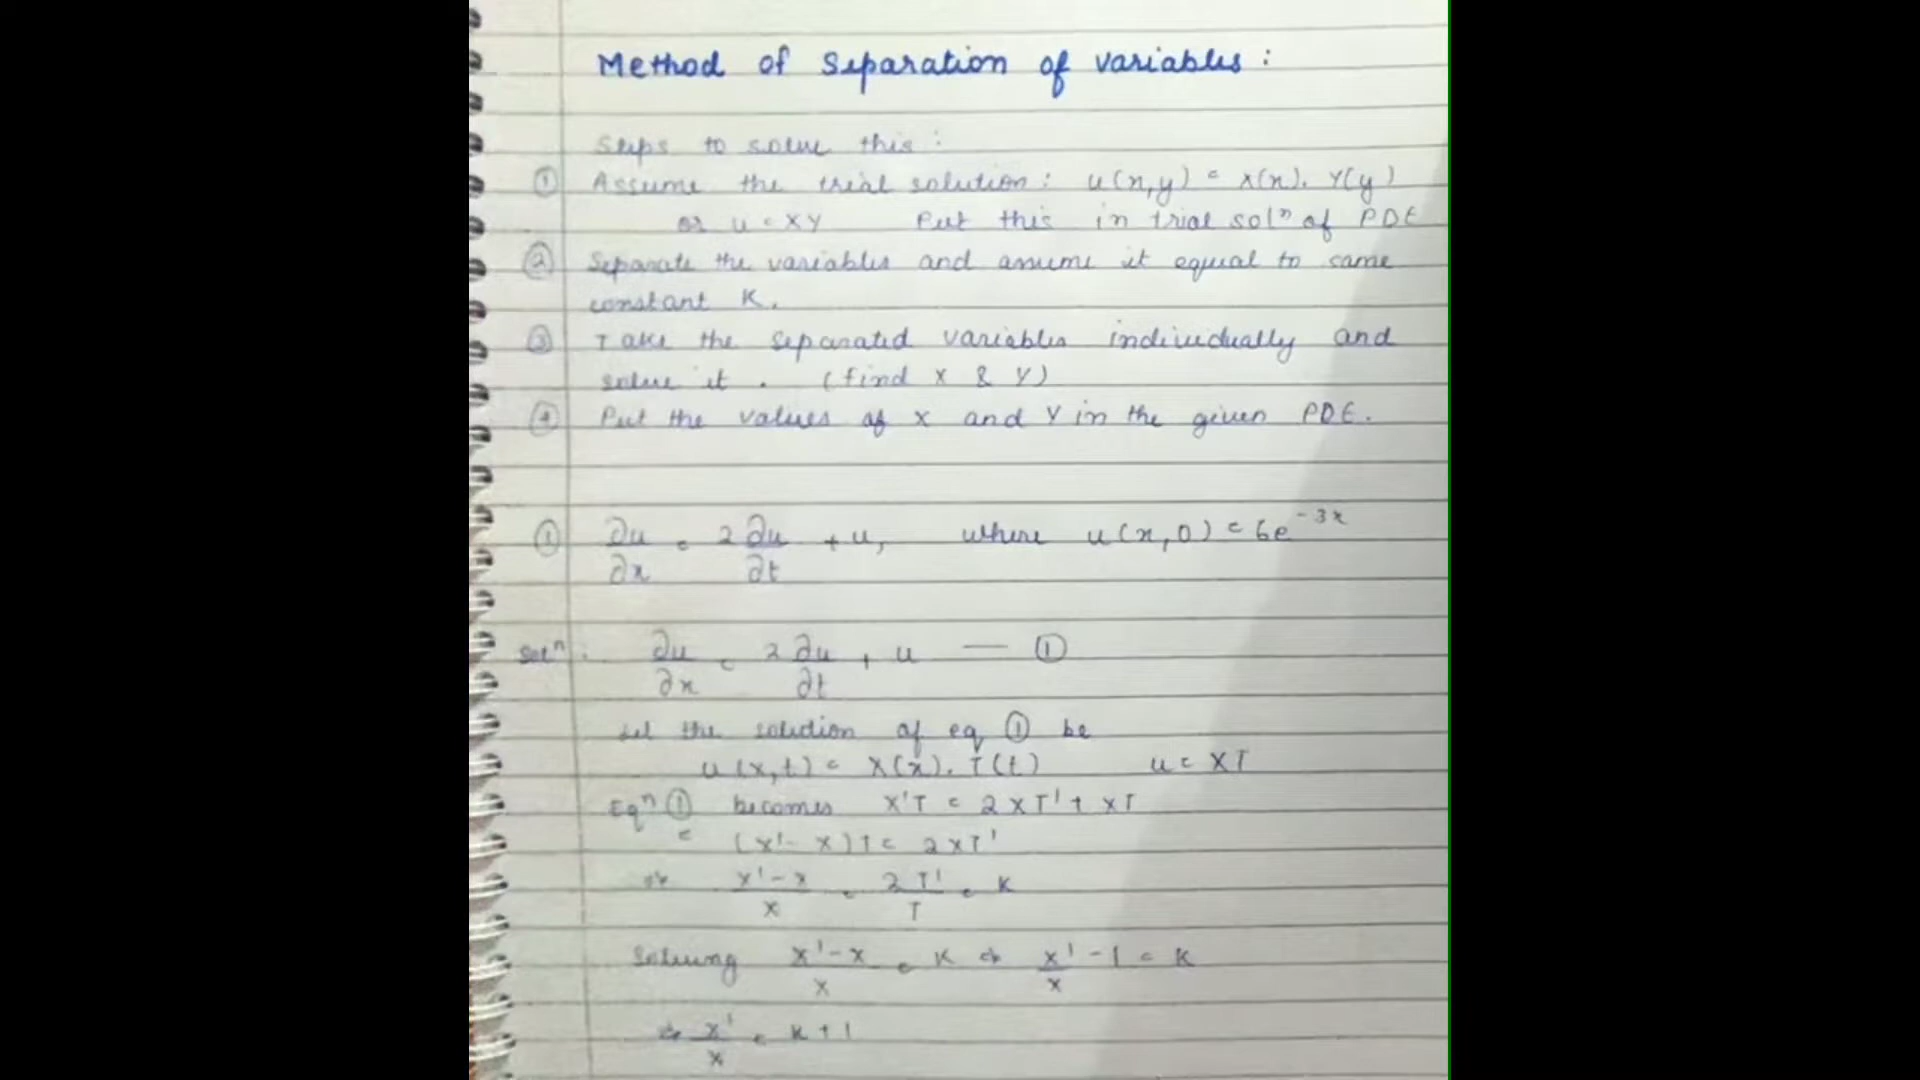 Method of Separation of variables:
Steps to solve this:
① Assume the trial solution: u(x,y) = X(x). Y(y)
or u = XY Put this in trial solⁿ of PDE
② Separate the variables and assume it equal to same
constant K.
③ Take the separated variables individually and
solve it. (find X & Y)
④ Put the values of X and Y in the given PDE.
① ∂u/∂x = 2 ∂u/∂t + u, where u(x,0) = 6e^-3x
Solⁿ. ∂u/∂x = 2 ∂u/∂t + u — ①
Let the solution of eq ① be
u(x,t) = X(x). T(t) u = XT
Eqⁿ ① becomes X'T = 2XT' + XT
= (X'- X)T = 2XT'
⇒ X'-X/X = 2T'/T = K
Solving X'-X/X = K ⇒ X'/X - 1 = K
⇒ X'/X = K+1